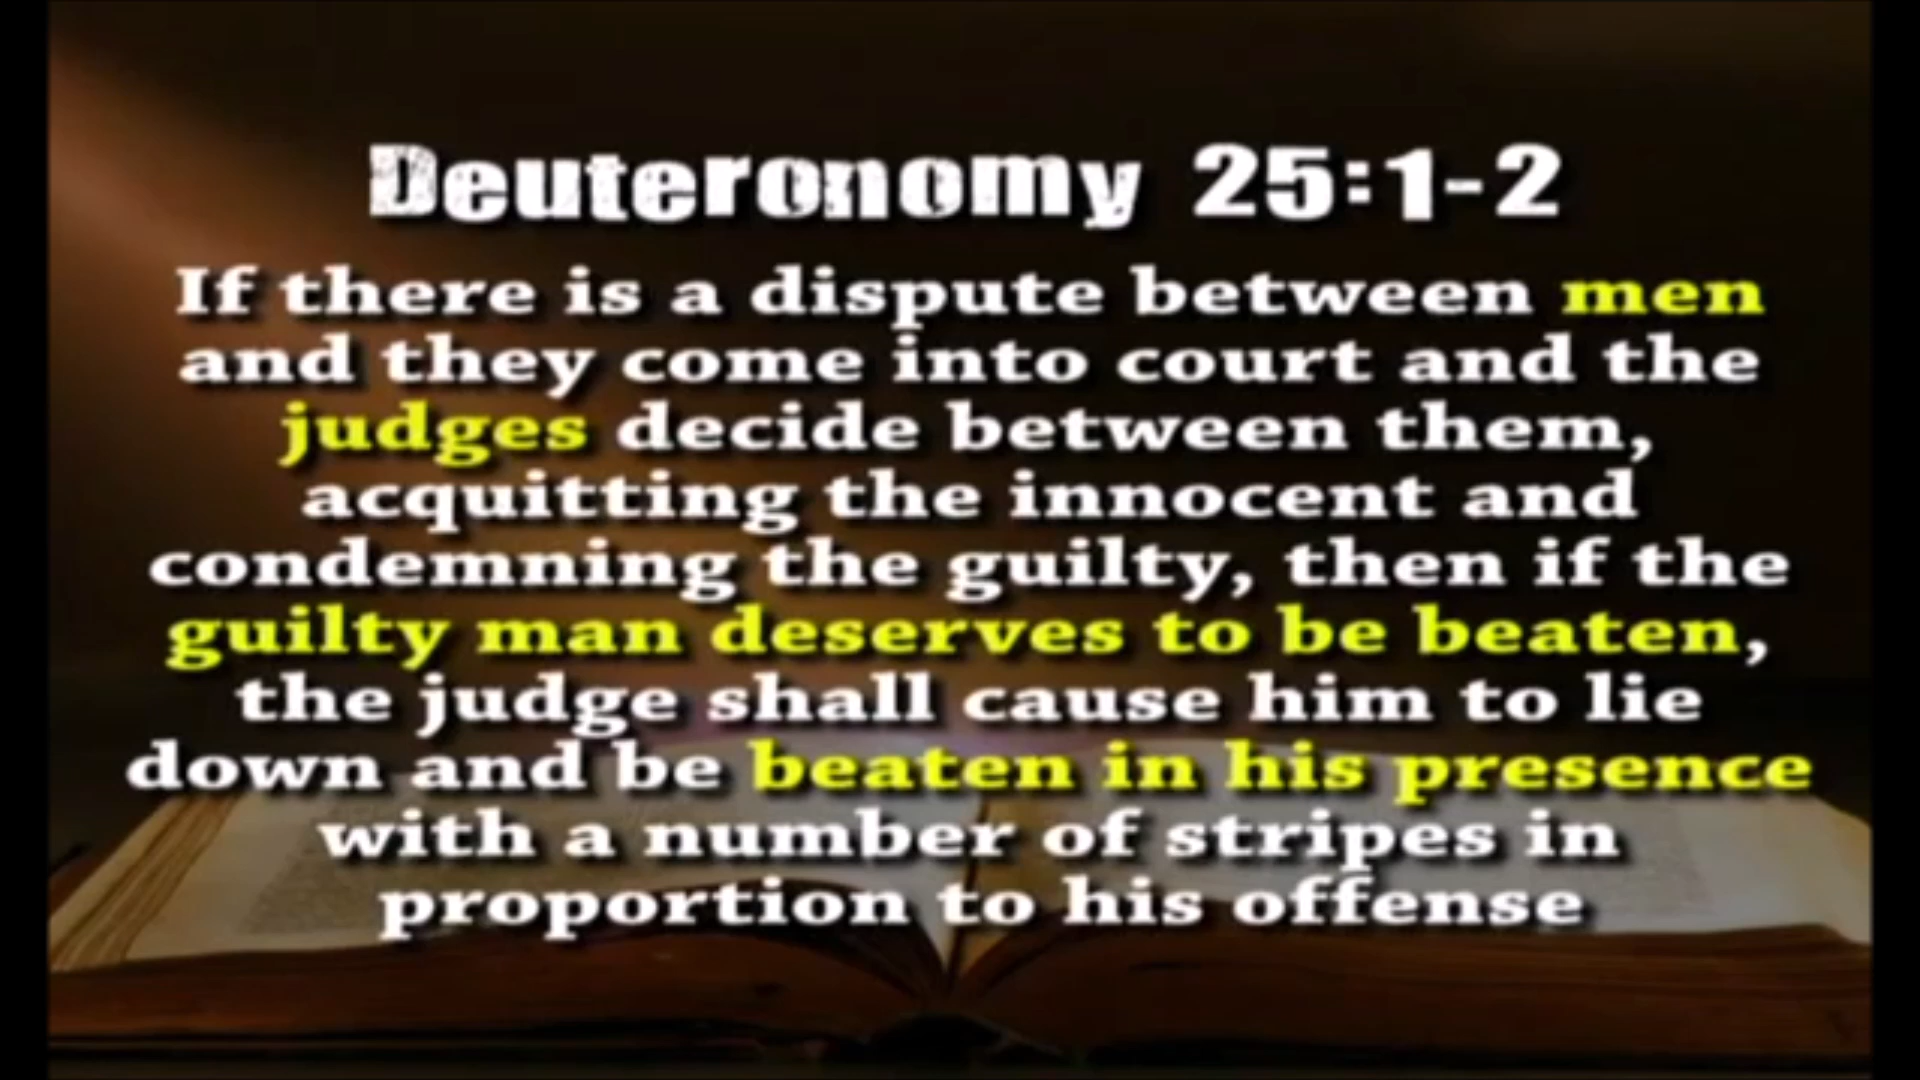 Deuteronomy 25:1-2
If there is a dispute between men
and they come into court and the
judges decide between them,
acquitting the innocent and
condemning the guilty, then if the
guilty man deserves to be beaten,
the judge shall cause him to lie
down and be beaten in his presence
with a number of stripes in
proportion to his offense